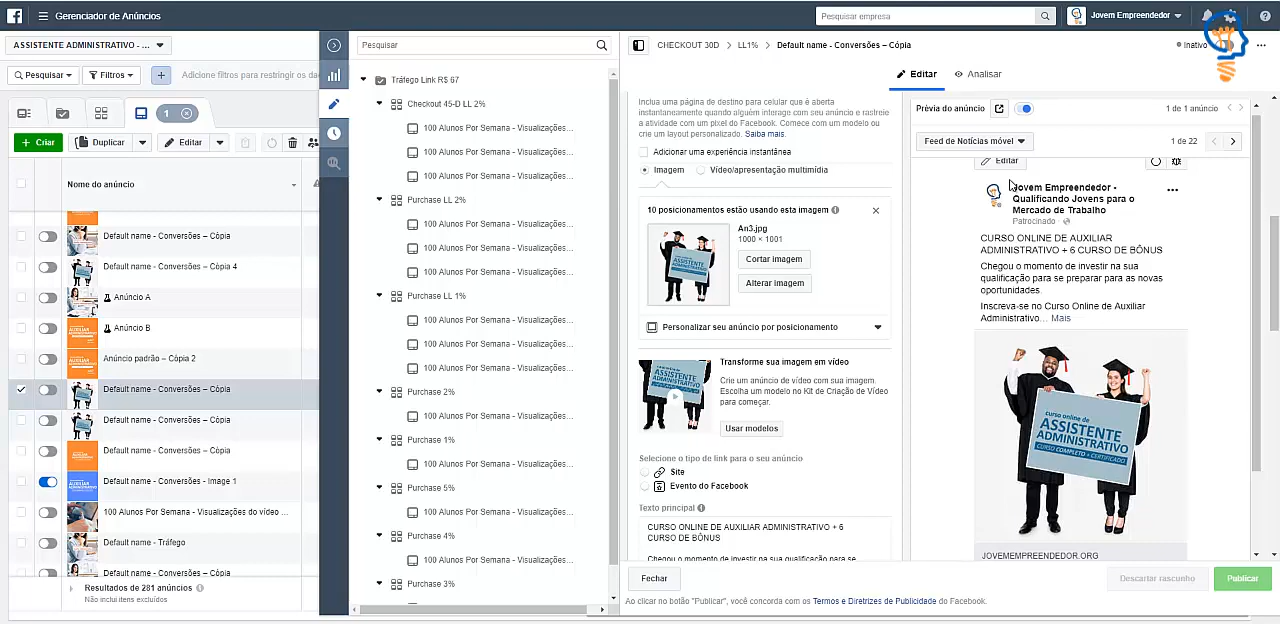 Gerenciador de Anúncios
Pesquisar empresa
Jovem Empreendedor
ASSISTENTE ADMINISTRATIVO - ...
Pesquisar
Filtros
Adicione filtros para restringir os da
1
+ Criar
Duplicar
Editar
Nome do anúncio
Default name - Conversões – Cópia
Default name - Conversões – Cópia 4
Anúncio A
Anúncio B
Anúncio padrão – Cópia 2
Default name - Conversões – Cópia
Default name - Conversões – Cópia
Default name - Conversões – Cópia
Default name - Conversões - Image 1
100 Alunos Por Semana - Visualizações do vídeo ...
Default name - Tráfego
Default name - Conversões – Cópia
Resultados de 281 anúncios
Não inclui itens excluídos
Pesquisar
Tráfego Link R$ 67
Checkout 45-D LL 2%
100 Alunos Por Semana - Visualizações...
100 Alunos Por Semana - Visualizações...
100 Alunos Por Semana - Visualizações...
Purchase LL 2%
100 Alunos Por Semana - Visualizações...
100 Alunos Por Semana - Visualizações...
100 Alunos Por Semana - Visualizações...
Purchase LL 1%
100 Alunos Por Semana - Visualizações...
100 Alunos Por Semana - Visualizações...
100 Alunos Por Semana - Visualizações...
Purchase 2%
100 Alunos Por Semana - Visualizações...
Purchase 1%
100 Alunos Por Semana - Visualizações...
Purchase 5%
100 Alunos Por Semana - Visualizações...
Purchase 4%
100 Alunos Por Semana - Visualizações...
Purchase 3%
CHECKOUT 30D > LL1% > Default name - Conversões – Cópia
Inativo
Editar
Analisar
Inclua uma página de destino para celular que é aberta
instantaneamente quando alguém interage com seu anúncio e rastreie
a atividade com um pixel do Facebook. Comece com um modelo ou
crie um layout personalizado. Saiba mais.
Adicionar uma experiência instantânea
Imagem
Vídeo/apresentação multimídia
10 posicionamentos estão usando esta imagem
An3.jpg
1000 × 1001
Cortar imagem
Alterar imagem
Personalizar seu anúncio por posicionamento
Transforme sua imagem em vídeo
Crie um anúncio de vídeo com sua imagem.
Escolha um modelo no Kit de Criação de Vídeo
para começar.
Usar modelos
Selecione o tipo de link para o seu anúncio
Site
Evento do Facebook
Texto principal
CURSO ONLINE DE AUXILIAR ADMINISTRATIVO + 6
CURSO DE BÔNUS
Chegou o momento de investir na sua qualificação para se
Fechar
Descartar rascunho
Publicar
Ao clicar no botão "Publicar", você concorda com os Termos e Diretrizes de Publicidade do Facebook.
Prévia do anúncio
1 de 1 anúncio
Feed de Notícias móvel
1 de 22
Editar
Jovem Empreendedor -
Qualificando Jovens para o
Mercado de Trabalho
Patrocinado
CURSO ONLINE DE AUXILIAR
ADMINISTRATIVO + 6 CURSO DE BÔNUS
Chegou o momento de investir na sua
qualificação para se preparar para as novas
oportunidades.
Inscreva-se no Curso Online de Auxiliar
Administrativo... Mais
curso online de
ASSISTENTE
ADMINISTRATIVO
CURSO COMPLETO + CERTIFICADO
JOVEMEMPREENDEDOR.ORG